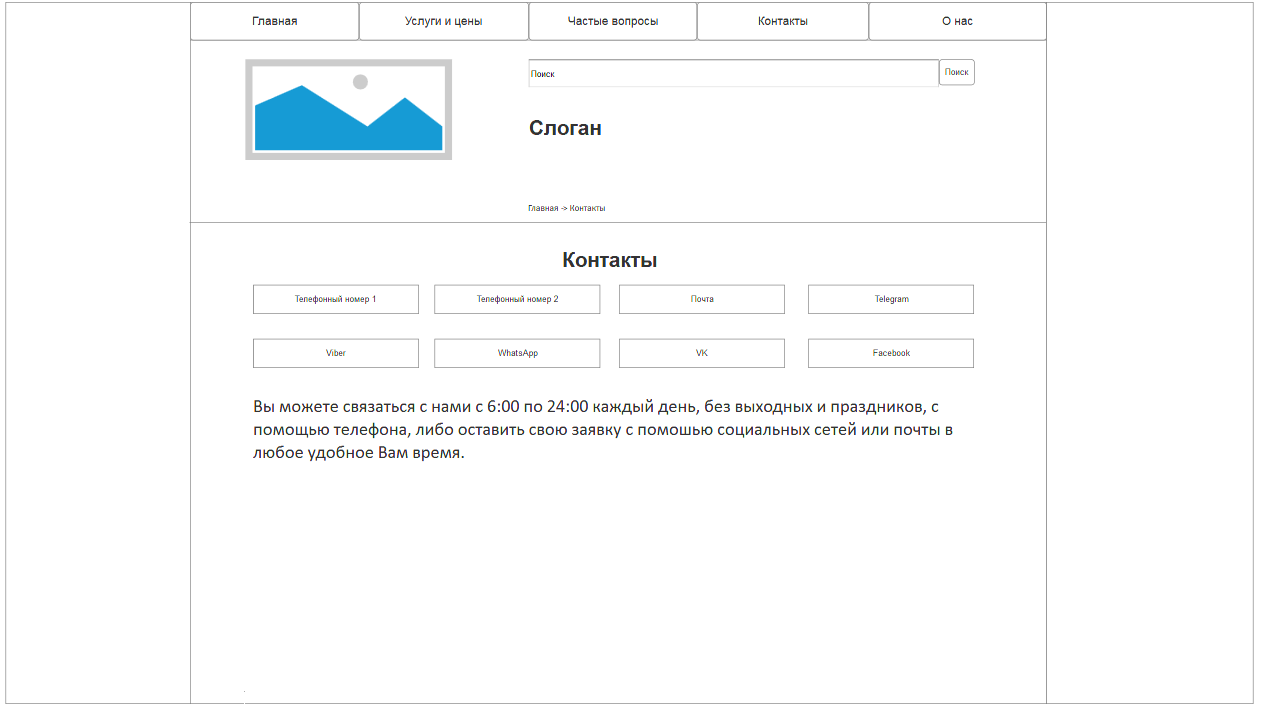 Главная Услуги и цены Частые вопросы Контакты О нас
Поиск Поиск
Слоган
Главная -> Контакты
Контакты
Телефонный номер 1 Телефонный номер 2 Почта Telegram
Viber WhatsApp VK Facebook
Вы можете связаться с нами с 6:00 по 24:00 каждый день, без выходных и праздников, с
помощью телефона, либо оставить свою заявку с помошью социальных сетей или почты в
любое удобное Вам время.